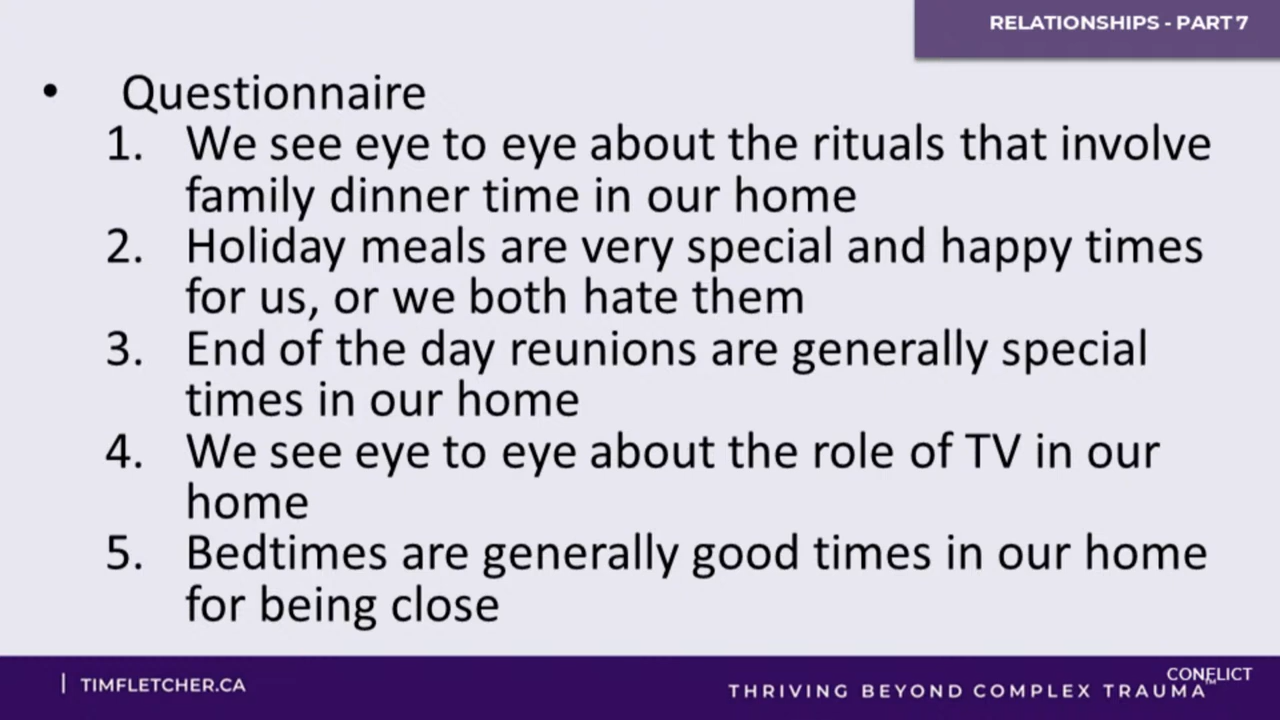 RELATIONSHIPS - PART 7
• Questionnaire
1. We see eye to eye about the rituals that involve
family dinner time in our home
2. Holiday meals are very special and happy times
for us, or we both hate them
3. End of the day reunions are generally special
times in our home
4. We see eye to eye about the role of TV in our
home
5. Bedtimes are generally good times in our home
for being close
| TIMFLETCHER.CA
CONFLICT
THRIVING BEYOND COMPLEX TRAUMA™